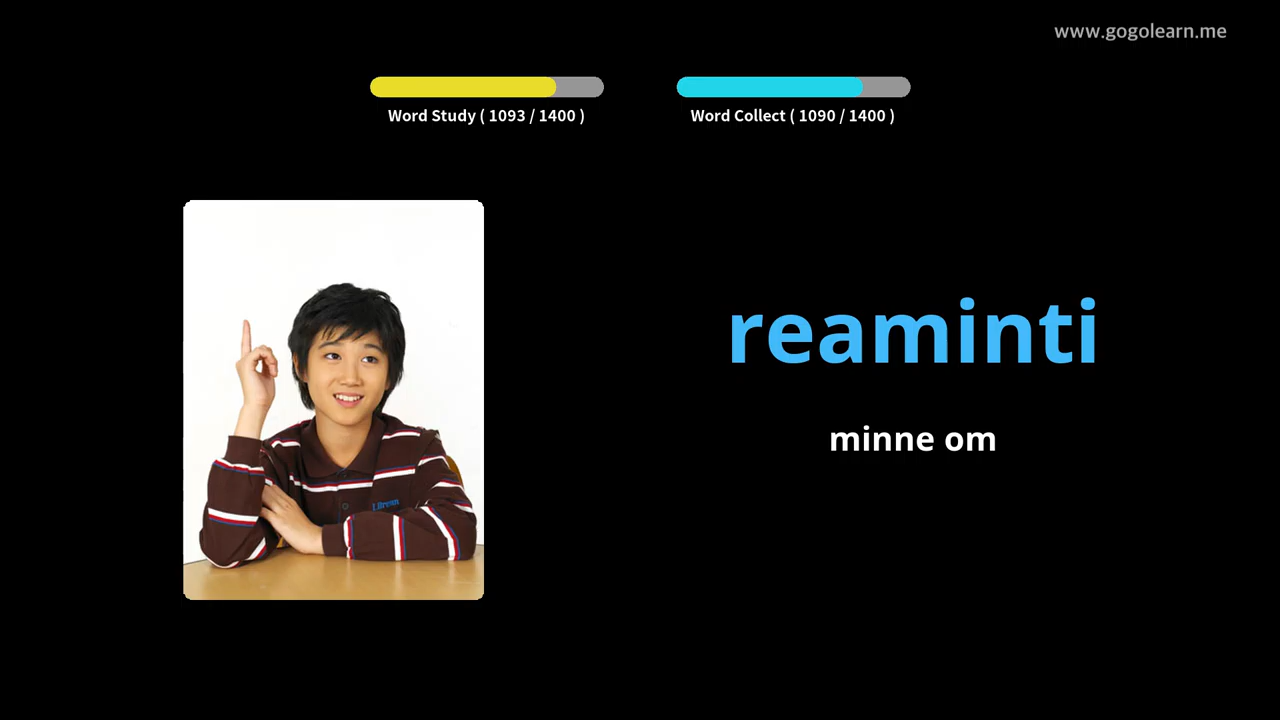 www.gogolearn.me
Word Study ( 1093 / 1400 )
Word Collect ( 1090 / 1400 )
reaminti
minne om